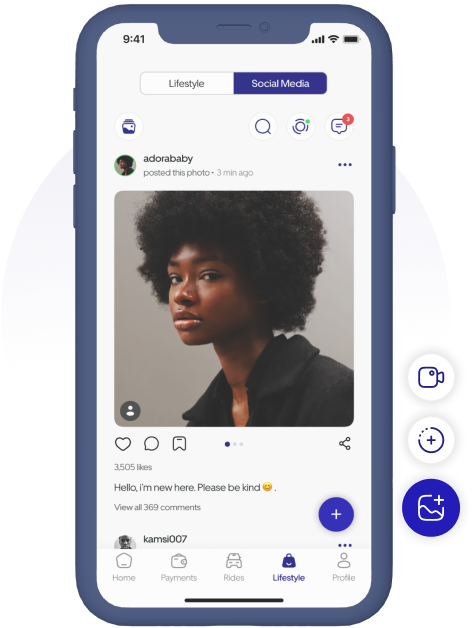 9:41
Lifestyle Social Media
3
adorababy
posted this photo • 3 min ago
3,505 likes
Hello, i'm new here. Please be kind 😊 .
View all 369 comments
kamsi007
Home Payments Rides Lifestyle Profile